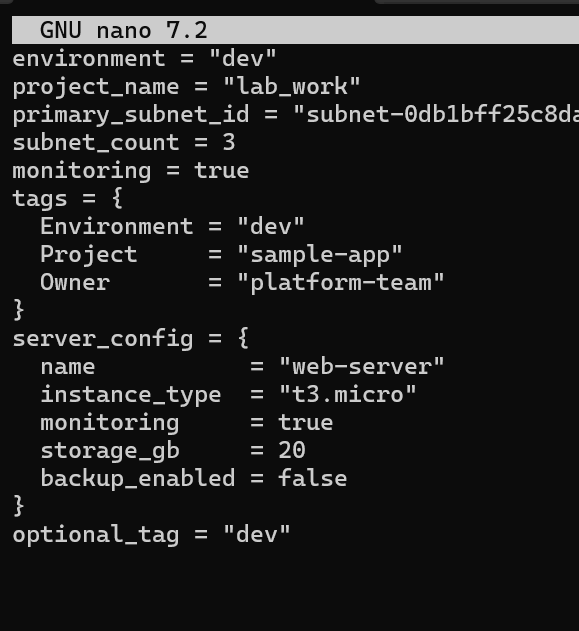 GNU nano 7.2
environment = "dev"
project_name = "lab_work"
primary_subnet_id = "subnet-0db1bff25c8da
subnet_count = 3
monitoring = true
tags = {
  Environment = "dev"
  Project     = "sample-app"
  Owner       = "platform-team"
}
server_config = {
  name           = "web-server"
  instance_type  = "t3.micro"
  monitoring     = true
  storage_gb     = 20
  backup_enabled = false
}
optional_tag = "dev"